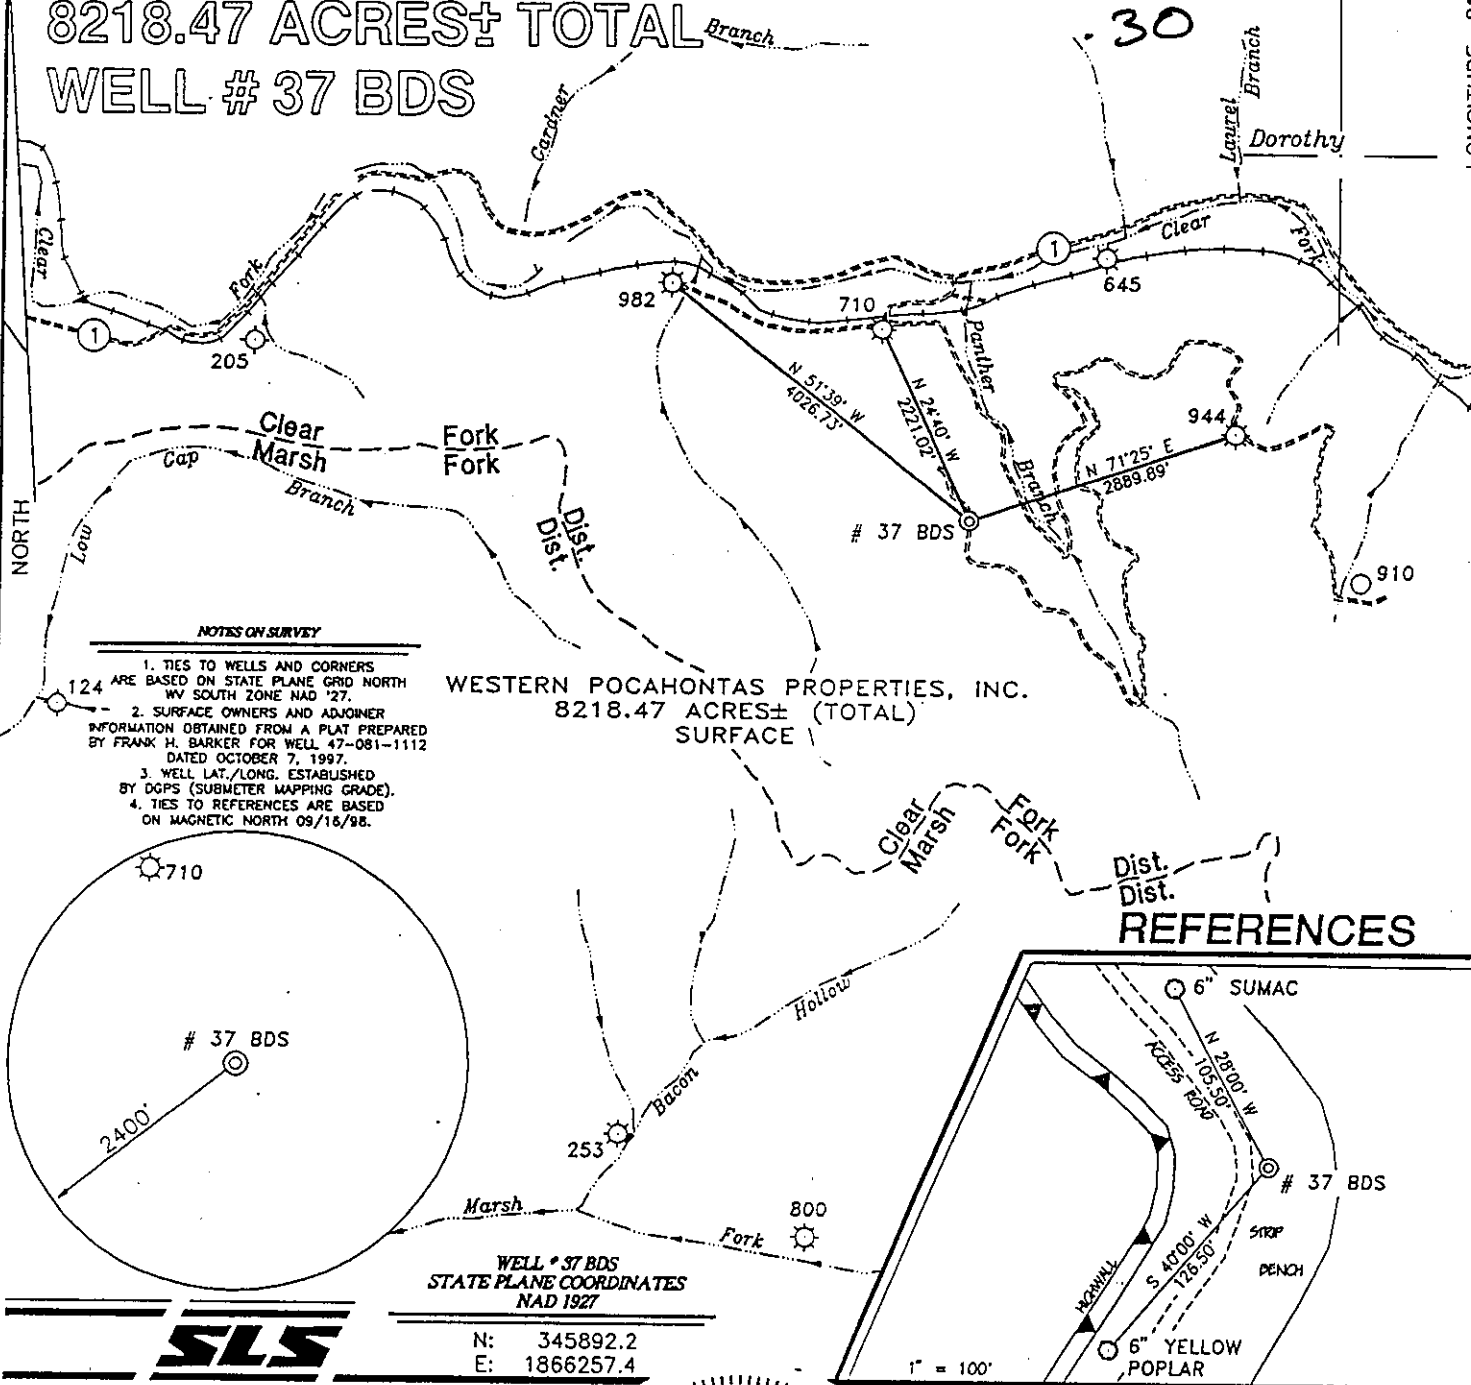 8218.47 ACRES± TOTAL
WELL # 37 BDS
.30
Branch
Gardner
Laurel
Branch
Dorothy
Clear
Fork
1
Clear
Fork
1
982
710
645
205
Panther
Branch
N 51°39' W
4026.73'
N 24°40' W
2221.02'
N 71°25' E
2889.89'
944
# 37 BDS
910
Clear Fork
Marsh Fork
Dist.
Dist.
Low
Cap
Branch
NORTH
124
NOTES ON SURVEY
1. TIES TO WELLS AND CORNERS
ARE BASED ON STATE PLANE GRID NORTH
WV SOUTH ZONE NAD '27.
2. SURFACE OWNERS AND ADJOINER
INFORMATION OBTAINED FROM A PLAT PREPARED
BY FRANK H. BARKER FOR WELL 47-081-1112
DATED OCTOBER 7, 1997.
3. WELL LAT./LONG. ESTABLISHED
BY DGPS (SUBMETER MAPPING GRADE).
4. TIES TO REFERENCES ARE BASED
ON MAGNETIC NORTH 09/16/98.
WESTERN POCAHONTAS PROPERTIES, INC.
8218.47 ACRES± (TOTAL)
SURFACE
Clear Fork Dist.
Marsh Fork Dist.
710
# 37 BDS
2400'
Hollow
Bacon
253
Marsh
Fork
800
REFERENCES
6" SUMAC
ACCESS ROAD
N 28°00' W
105.50'
# 37 BDS
STRIP
BENCH
S 40°00' W
126.50'
HIGHWALL
6" YELLOW
POPLAR
1" = 100'
WELL # 37 BDS
STATE PLANE COORDINATES
NAD 1927
N: 345892.2
E: 1866257.4
SLS